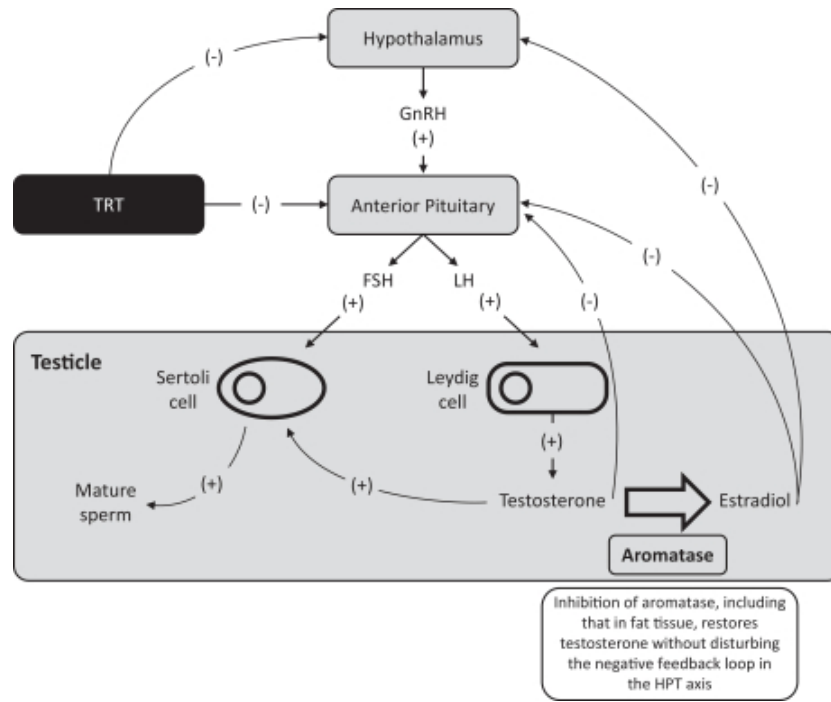 Hypothalamus
(-)
GnRH
(+)
TRT
(-)
Anterior Pituitary
(-)
(-)
FSH
LH
(+)
(+)
(-)
Testicle
Sertoli
cell
Leydig
cell
(+)
(+)
(+)
Mature
sperm
Testosterone
Estradiol
Aromatase
Inhibition of aromatase, including
that in fat tissue, restores
testosterone without disturbing
the negative feedback loop in
the HPT axis